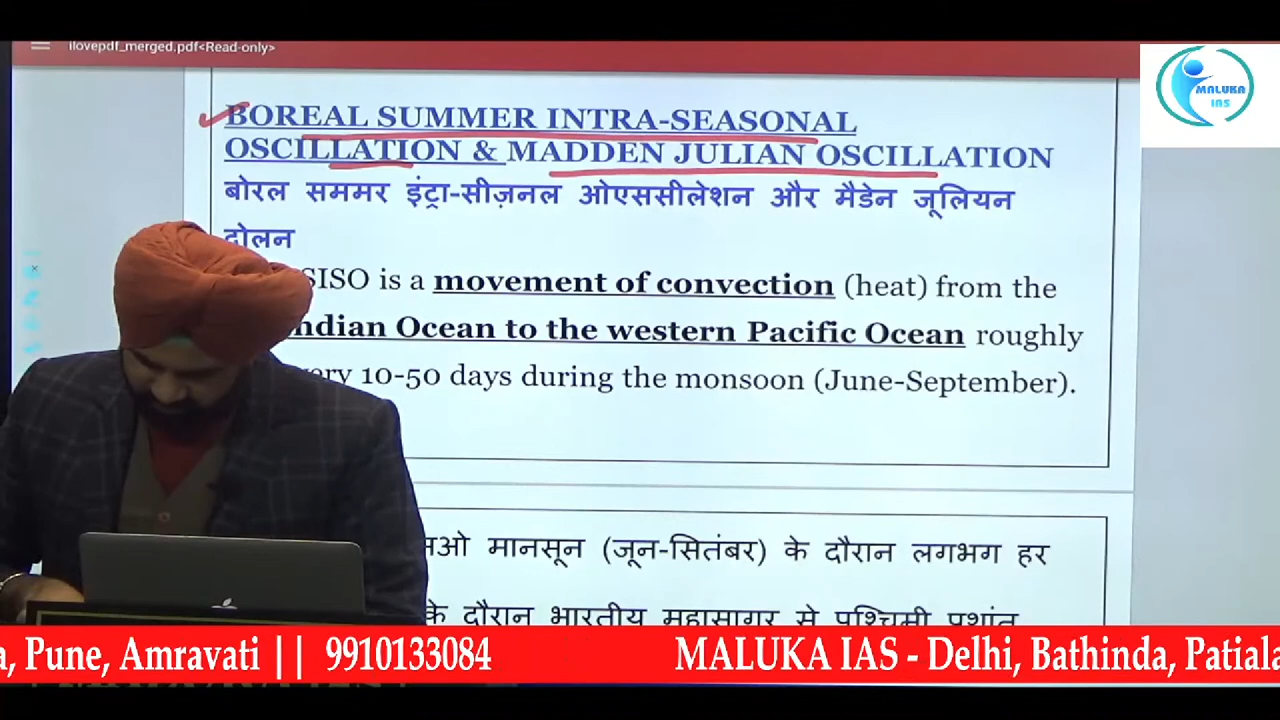 ilovepdf_merged.pdf<Read-only>
MALUKA
IAS
BOREAL SUMMER INTRA-SEASONAL
OSCILLATION & MADDEN JULIAN OSCILLATION
बोरल सममर इंट्रा-सीज़नल ओएससीलेशन और मैडेन जूलियन
दोलन
SISO is a movement of convection (heat) from the
ndian Ocean to the western Pacific Ocean roughly
very 10-50 days during the monsoon (June-September).
मानसून (जून-सितंबर) के दौरान लगभग हर
के दौरान भारतीय महासागर से पश्चिमी प्रशांत
a, Pune, Amravati || 9910133084 MALUKA IAS - Delhi, Bathinda, Patiala